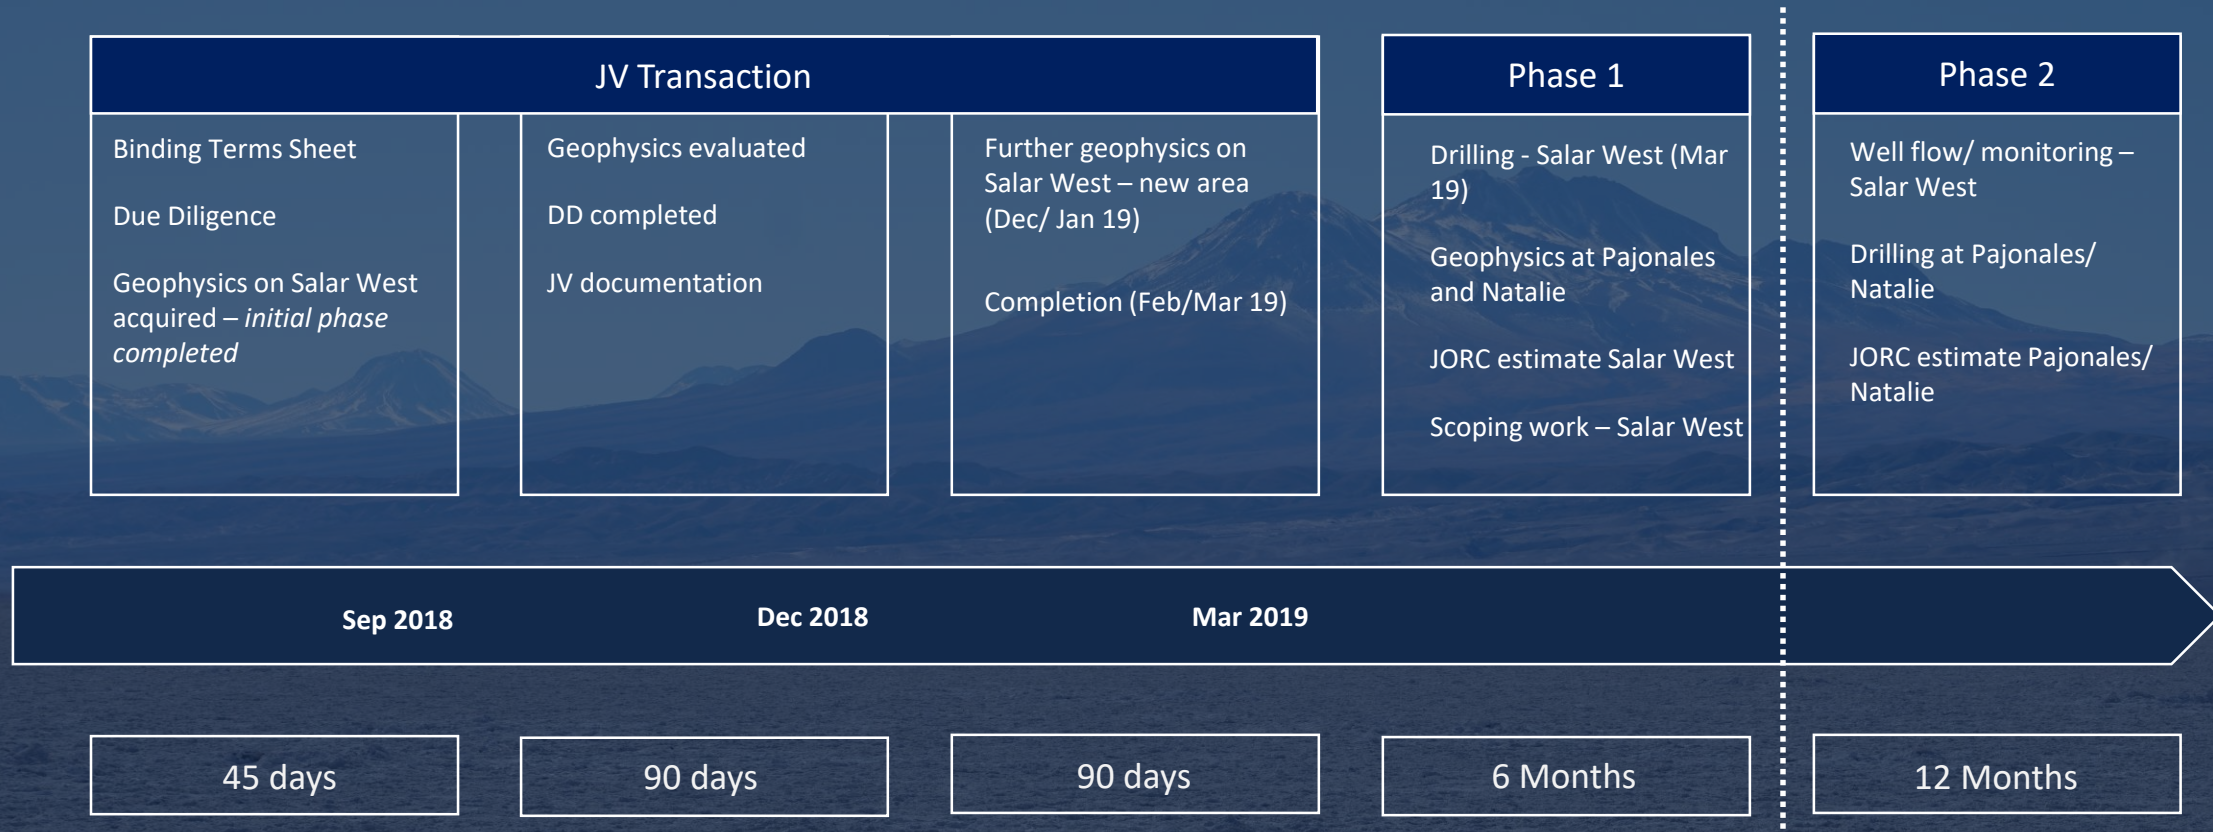 JV Transaction
Binding Terms Sheet
Due Diligence
Geophysics on Salar West
acquired – initial phase
completed
Geophysics evaluated
DD completed
JV documentation
Further geophysics on
Salar West – new area
(Dec/ Jan 19)
Completion (Feb/Mar 19)
Phase 1
Drilling - Salar West (Mar
19)
Geophysics at Pajonales
and Natalie
JORC estimate Salar West
Scoping work – Salar West
Phase 2
Well flow/ monitoring –
Salar West
Drilling at Pajonales/
Natalie
JORC estimate Pajonales/
Natalie
Sep 2018
Dec 2018
Mar 2019
45 days
90 days
90 days
6 Months
12 Months